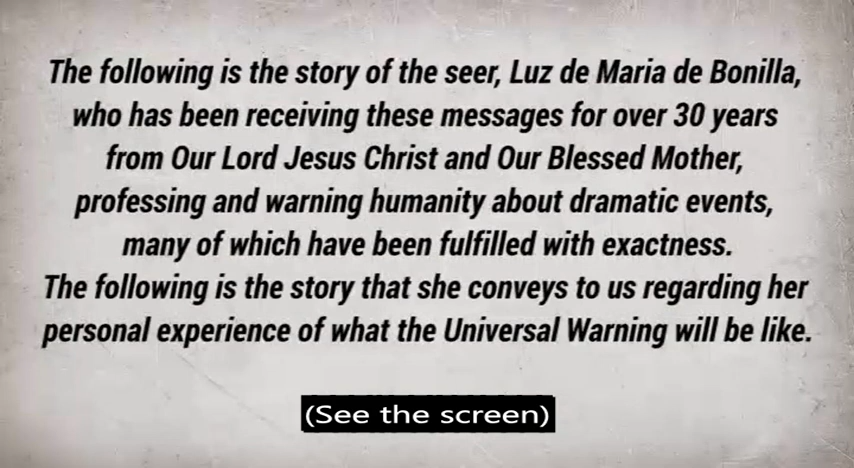 The following is the story of the seer, Luz de Maria de Bonilla,
who has been receiving these messages for over 30 years
from Our Lord Jesus Christ and Our Blessed Mother,
professing and warning humanity about dramatic events,
many of which have been fulfilled with exactness.
The following is the story that she conveys to us regarding her
personal experience of what the Universal Warning will be like.
(See the screen)